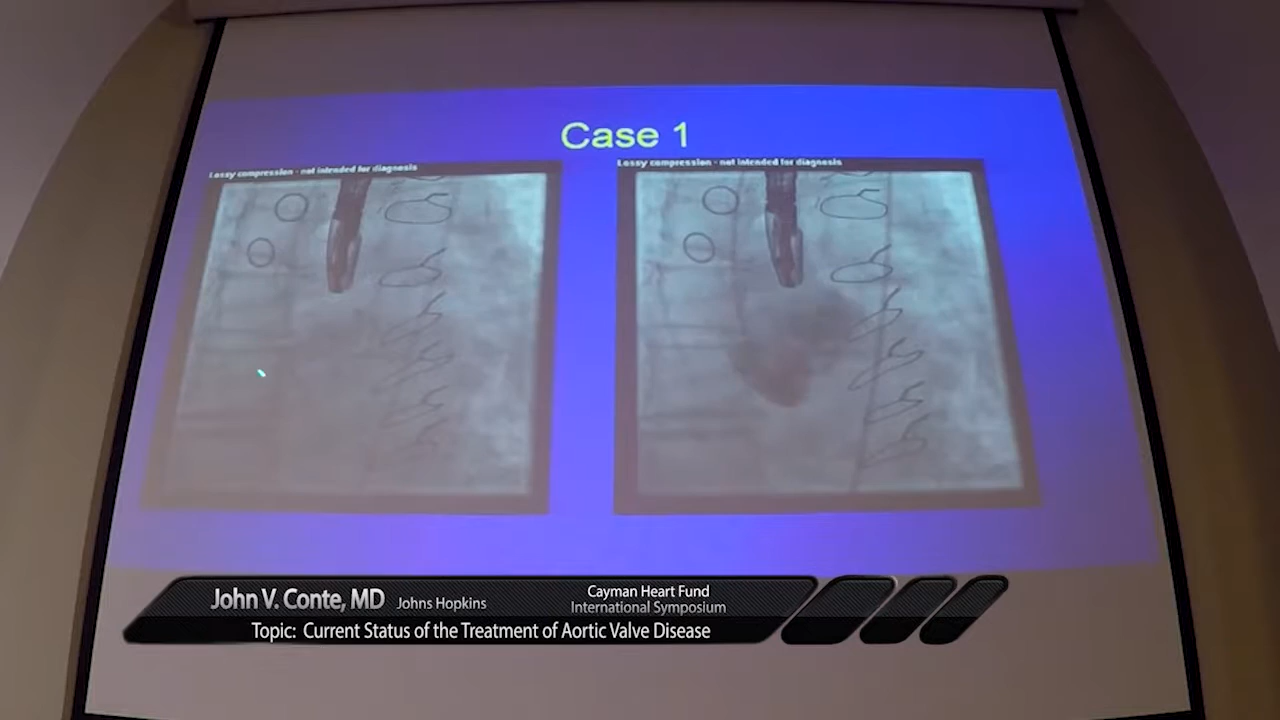 Case 1
Lossy compression - not intended for diagnosis
Lossy compression - not intended for diagnosis
John V. Conte, MD Johns Hopkins
Cayman Heart Fund
International Symposium
Topic: Current Status of the Treatment of Aortic Valve Disease